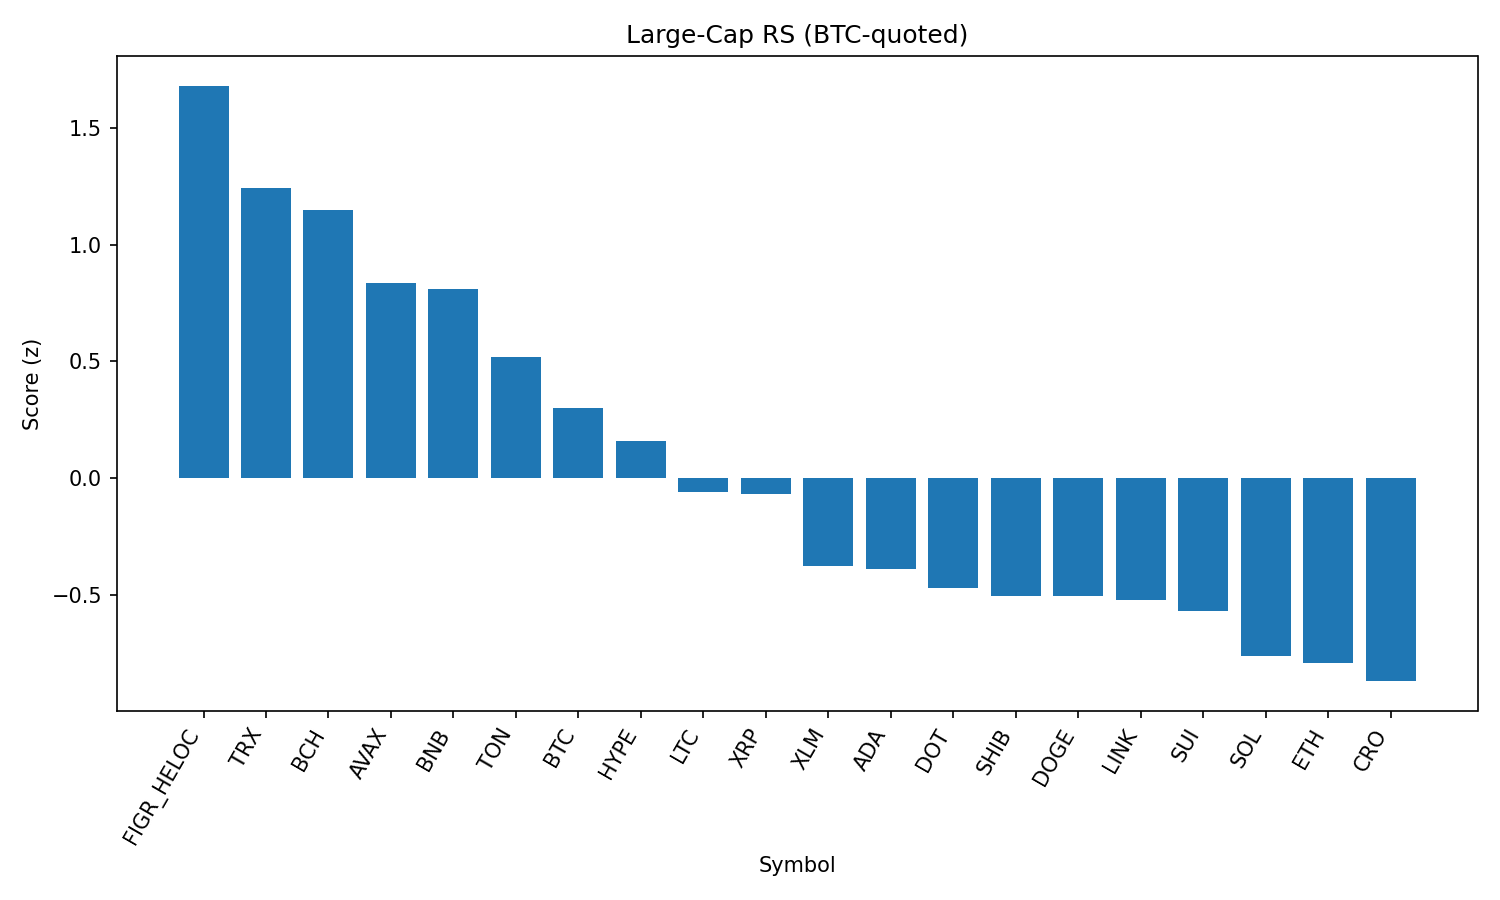 Large-Cap RS (BTC-quoted)
Score (z)
1.5
1.0
0.5
0.0
−0.5
FIGR_HELOC
TRX
BCH
AVAX
BNB
TON
BTC
HYPE
LTC
XRP
XLM
ADA
DOT
SHIB
DOGE
LINK
SUI
SOL
ETH
CRO
Symbol